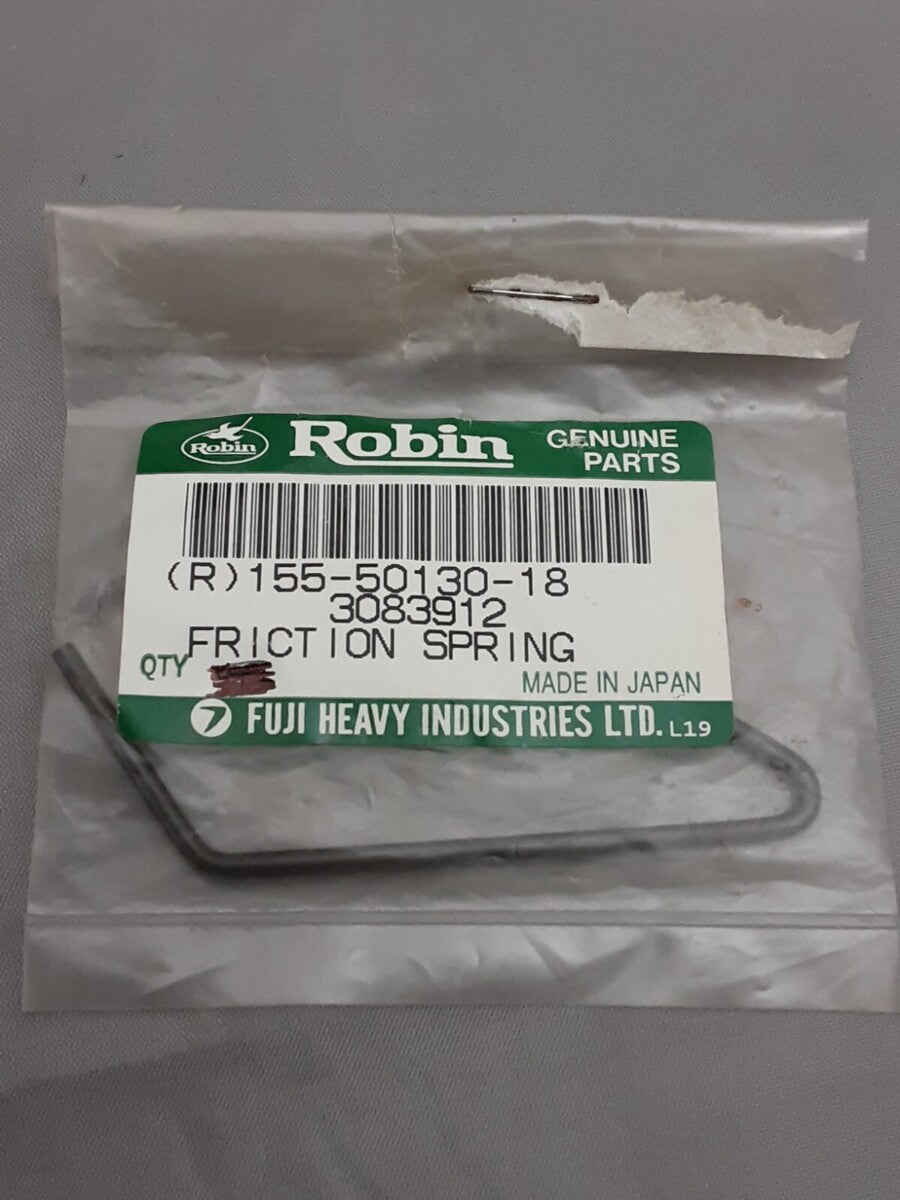 Robin
Robin
GENUINE
PARTS
(R)155-50130-18
3083912
FRICTION SPRING
QTY
MADE IN JAPAN
7 FUJI HEAVY INDUSTRIES LTD. L19